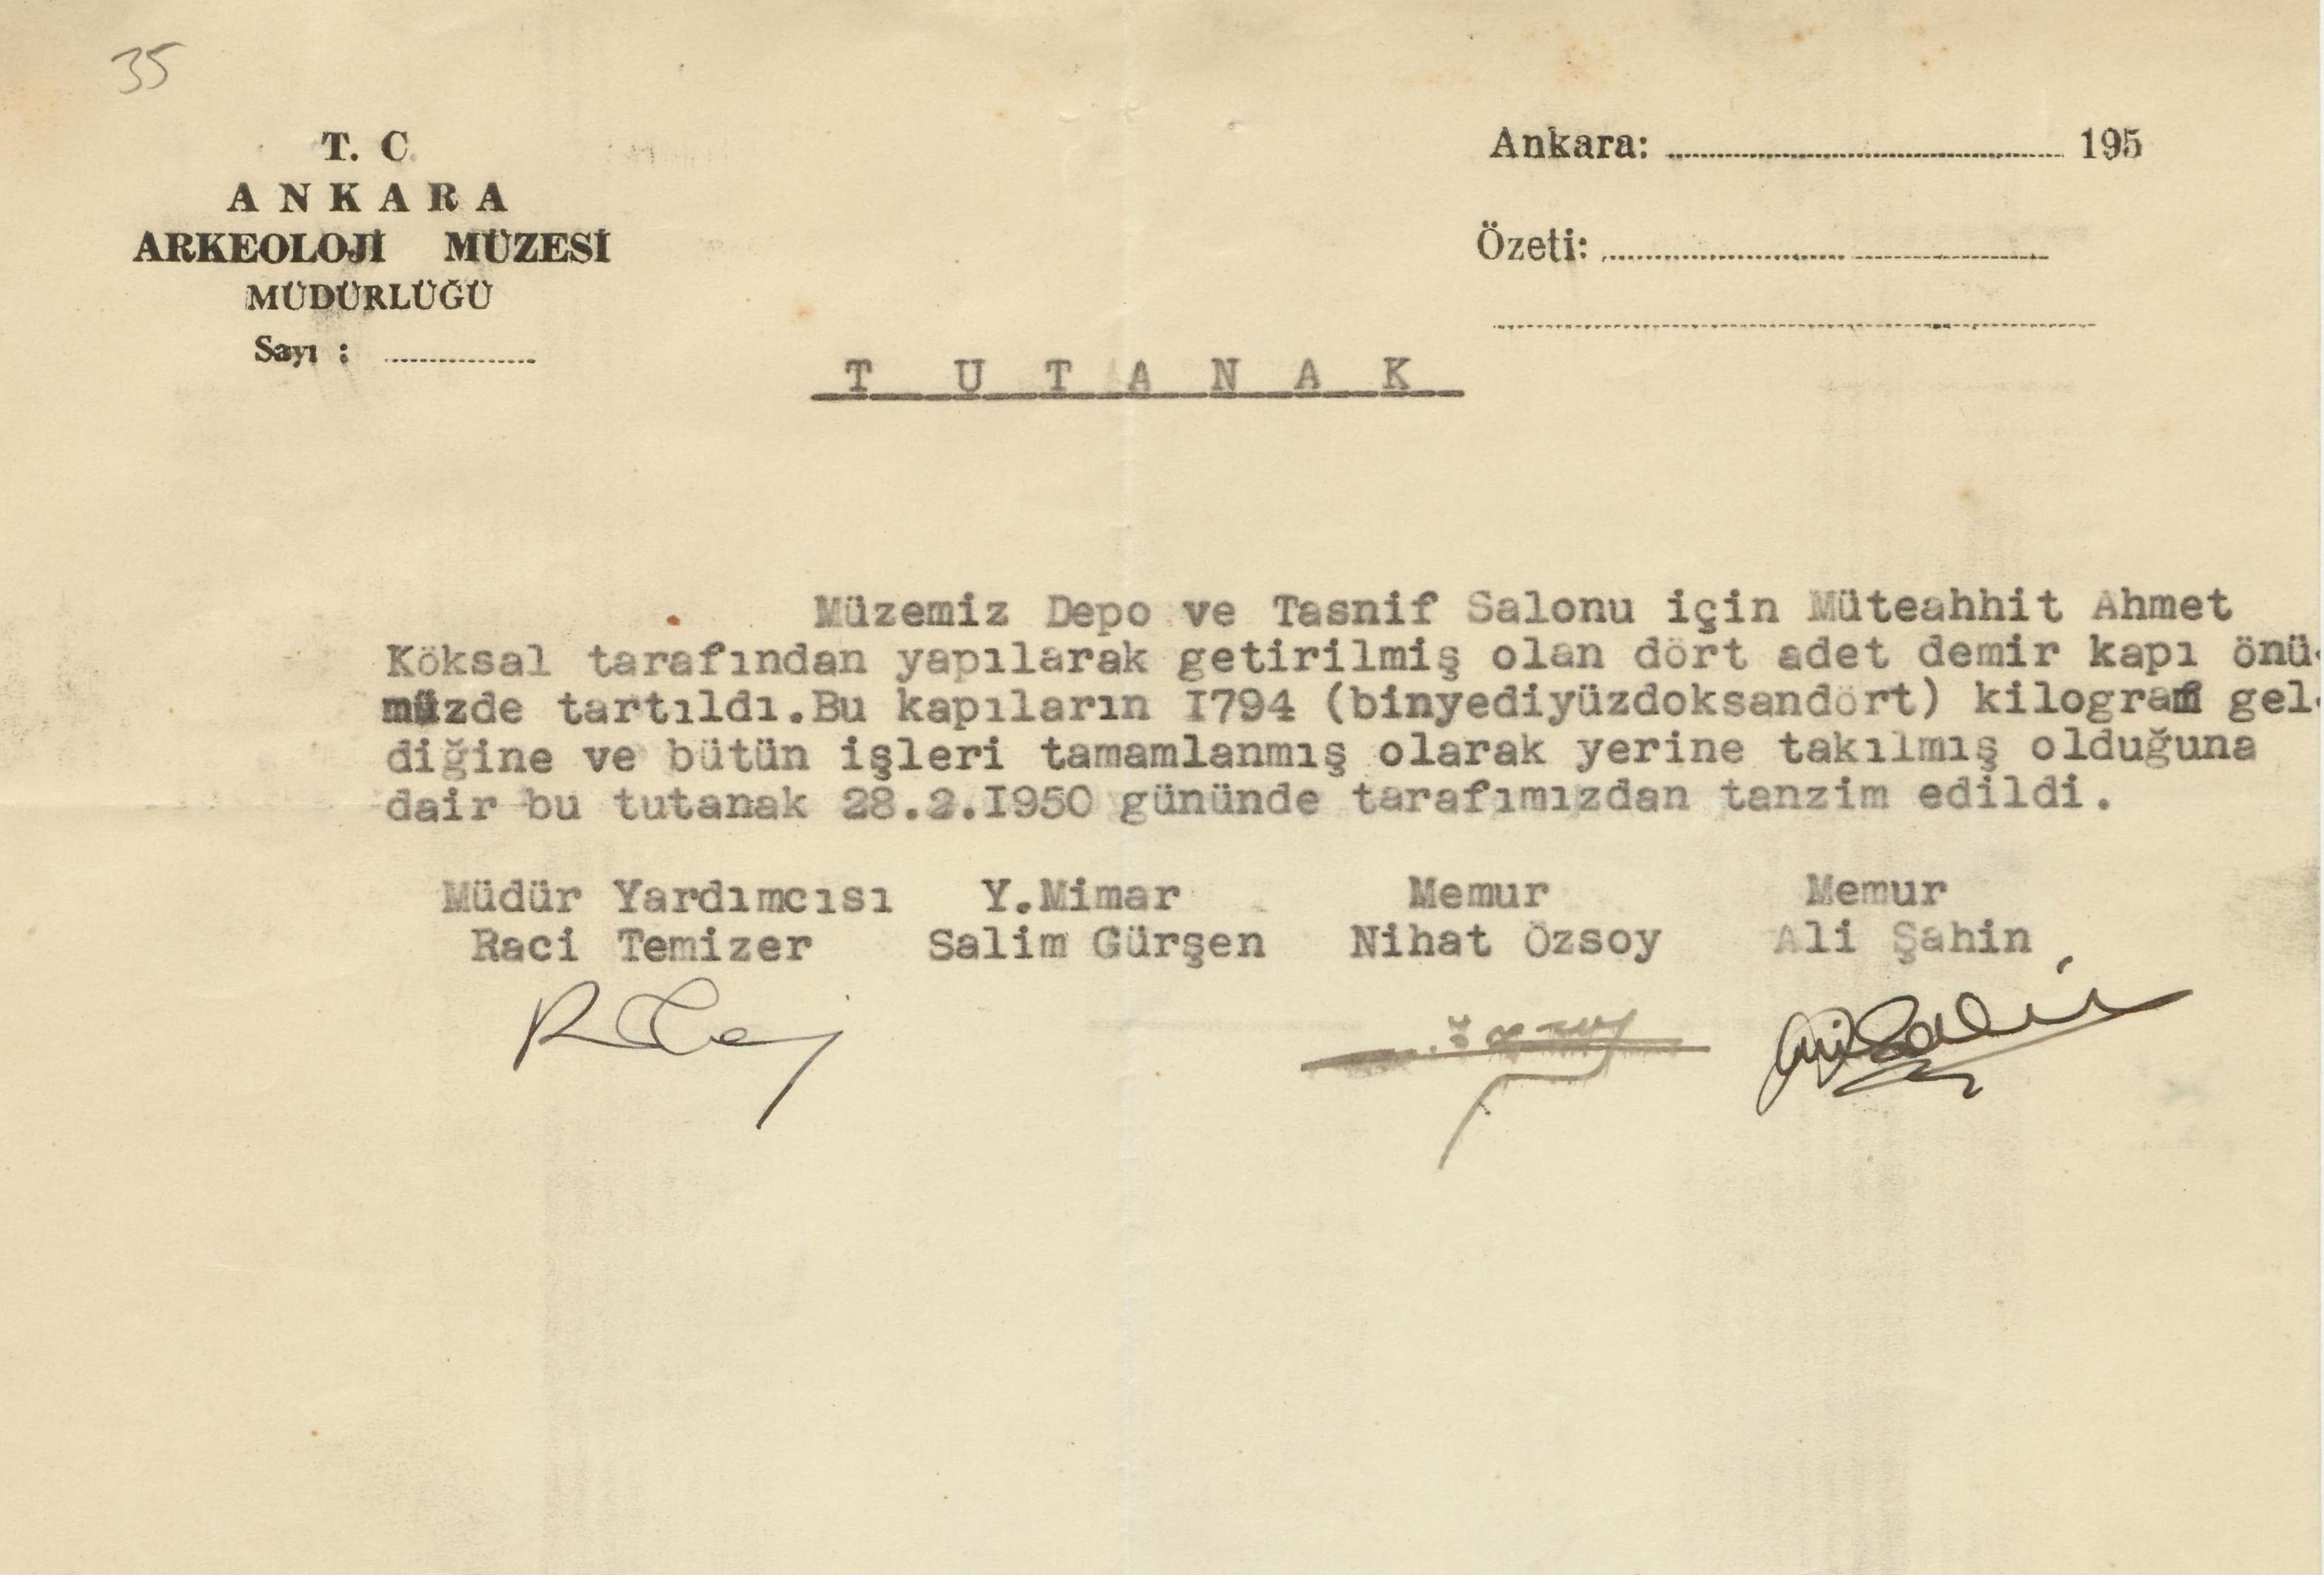 35
T. C.
ANKARA
ARKEOLOJİ MÜZESİ
MÜDÜRLÜĞÜ
Sayı : ..............
Ankara: .............................. 195
Özeti: ..............................
TUTANAK
Müzemiz Depo ve Tasnif Salonu için Müteahhit Ahmet
Köksal tarafından yapılarak getirilmiş olan dört adet demir kapı önü-
müzde tartıldı.Bu kapıların I794 (binyediyüzdoksandört) kilogram gel-
diğine ve bütün işleri tamamlanmış olarak yerine takılmış olduğuna
dair bu tutanak 28.2.I950 gününde tarafımızdan tanzim edildi.
Müdür Yardımcısı Y.Mimar Memur Memur
Raci Temizer Salim Gürşen Nihat Özsoy Ali Şahin